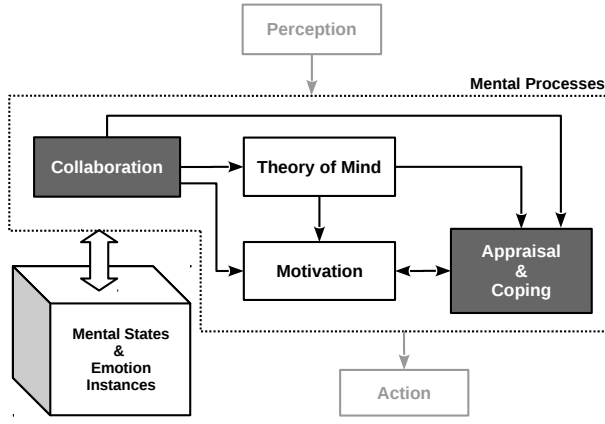 Perception
Mental Processes
Collaboration
Theory of Mind
Motivation
Appraisal
&
Coping
Mental States
&
Emotion
Instances
Action